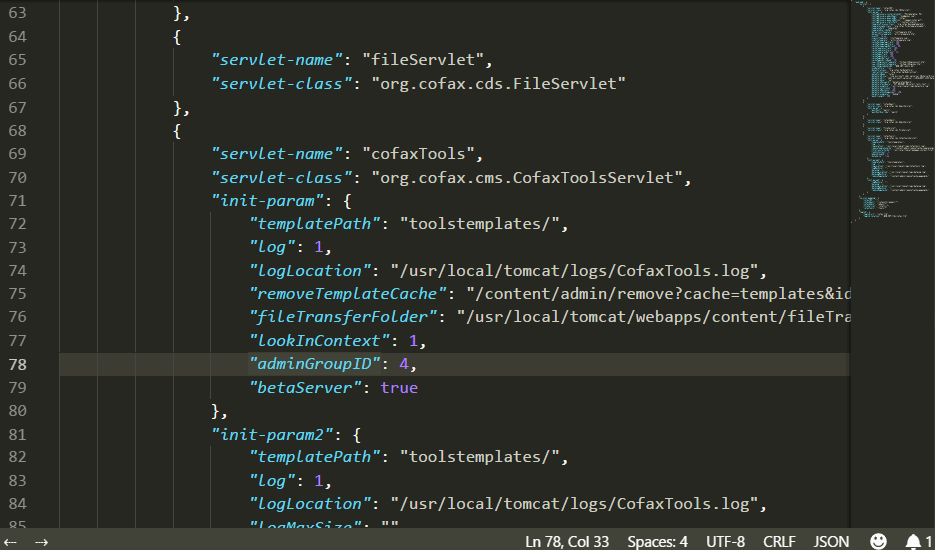 63 },
64 {
65 "servlet-name": "fileServlet",
66 "servlet-class": "org.cofax.cds.FileServlet"
67 },
68 {
69 "servlet-name": "cofaxTools",
70 "servlet-class": "org.cofax.cms.CofaxToolsServlet",
71 "init-param": {
72 "templatePath": "toolstemplates/",
73 "log": 1,
74 "logLocation": "/usr/local/tomcat/logs/CofaxTools.log",
75 "removeTemplateCache": "/content/admin/remove?cache=templates&id
76 "fileTransferFolder": "/usr/local/tomcat/webapps/content/fileTra
77 "lookInContext": 1,
78 "adminGroupID": 4,
79 "betaServer": true
80 },
81 "init-param2": {
82 "templatePath": "toolstemplates/",
83 "log": 1,
84 "logLocation": "/usr/local/tomcat/logs/CofaxTools.log",
85 "logMaxSize": ""
Ln 78, Col 33 Spaces: 4 UTF-8 CRLF JSON 1